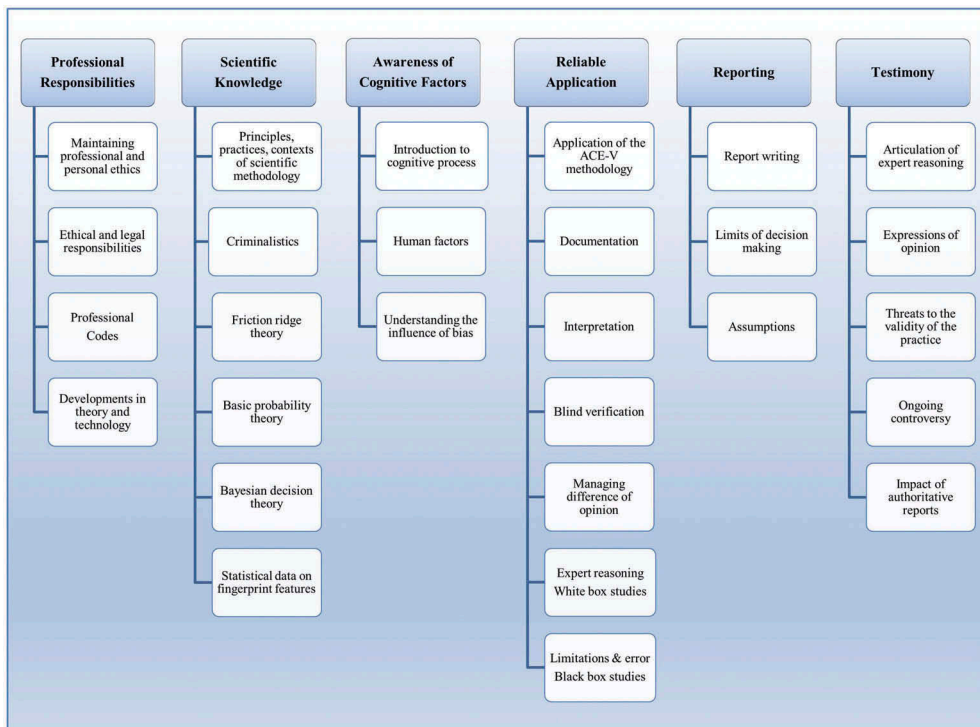 Professional
Responsibilities
Maintaining
professional and
personal ethics
Ethical and legal
responsibilities
Professional
Codes
Developments in
theory and
technology
Scientific
Knowledge
Principles,
practices, contexts
of scientific
methodology
Criminalistics
Friction ridge
theory
Basic probability
theory
Bayesian decision
theory
Statistical data on
fingerprint features
Awareness of
Cognitive Factors
Introduction to
cognitive process
Human factors
Understanding the
influence of bias
Reliable
Application
Application of the
ACE-V
methodology
Documentation
Interpretation
Blind verification
Managing
difference of
opinion
Expert reasoning
White box studies
Limitations & error
Black box studies
Reporting
Report writing
Limits of decision
making
Assumptions
Testimony
Articulation of
expert reasoning
Expressions of
opinion
Threats to the
validity of the
practice
Ongoing
controversy
Impact of
authoritative
reports